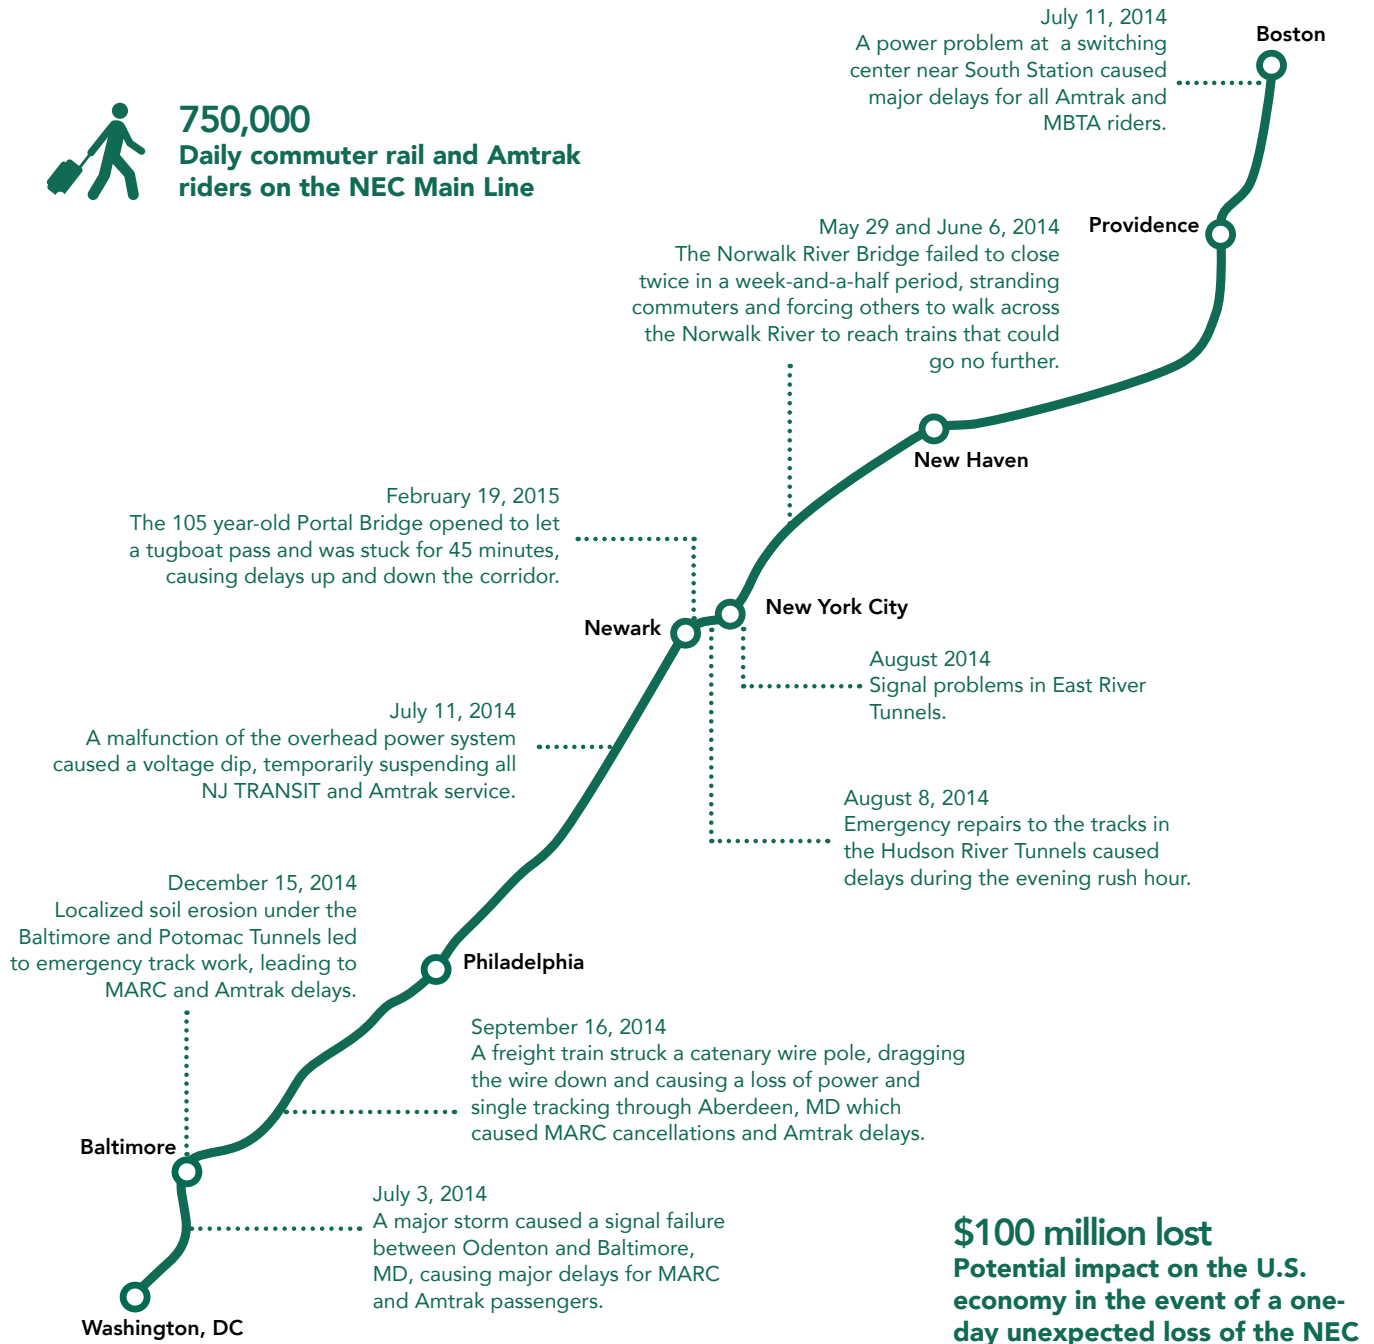 July 11, 2014
A power problem at a switching
center near South Station caused
major delays for all Amtrak and
MBTA riders.
Boston
750,000
Daily commuter rail and Amtrak
riders on the NEC Main Line
May 29 and June 6, 2014
The Norwalk River Bridge failed to close
twice in a week-and-a-half period, stranding
commuters and forcing others to walk across
the Norwalk River to reach trains that could
go no further.
Providence
New Haven
February 19, 2015
The 105 year-old Portal Bridge opened to let
a tugboat pass and was stuck for 45 minutes,
causing delays up and down the corridor.
New York City
Newark
August 2014
Signal problems in East River
Tunnels.
July 11, 2014
A malfunction of the overhead power system
caused a voltage dip, temporarily suspending all
NJ TRANSIT and Amtrak service.
August 8, 2014
Emergency repairs to the tracks in
the Hudson River Tunnels caused
delays during the evening rush hour.
December 15, 2014
Localized soil erosion under the
Baltimore and Potomac Tunnels led
to emergency track work, leading to
MARC and Amtrak delays.
Philadelphia
September 16, 2014
A freight train struck a catenary wire pole, dragging
the wire down and causing a loss of power and
single tracking through Aberdeen, MD which
caused MARC cancellations and Amtrak delays.
Baltimore
July 3, 2014
A major storm caused a signal failure
between Odenton and Baltimore,
MD, causing major delays for MARC
and Amtrak passengers.
Washington, DC
$100 million lost
Potential impact on the U.S.
economy in the event of a one-
day unexpected loss of the NEC